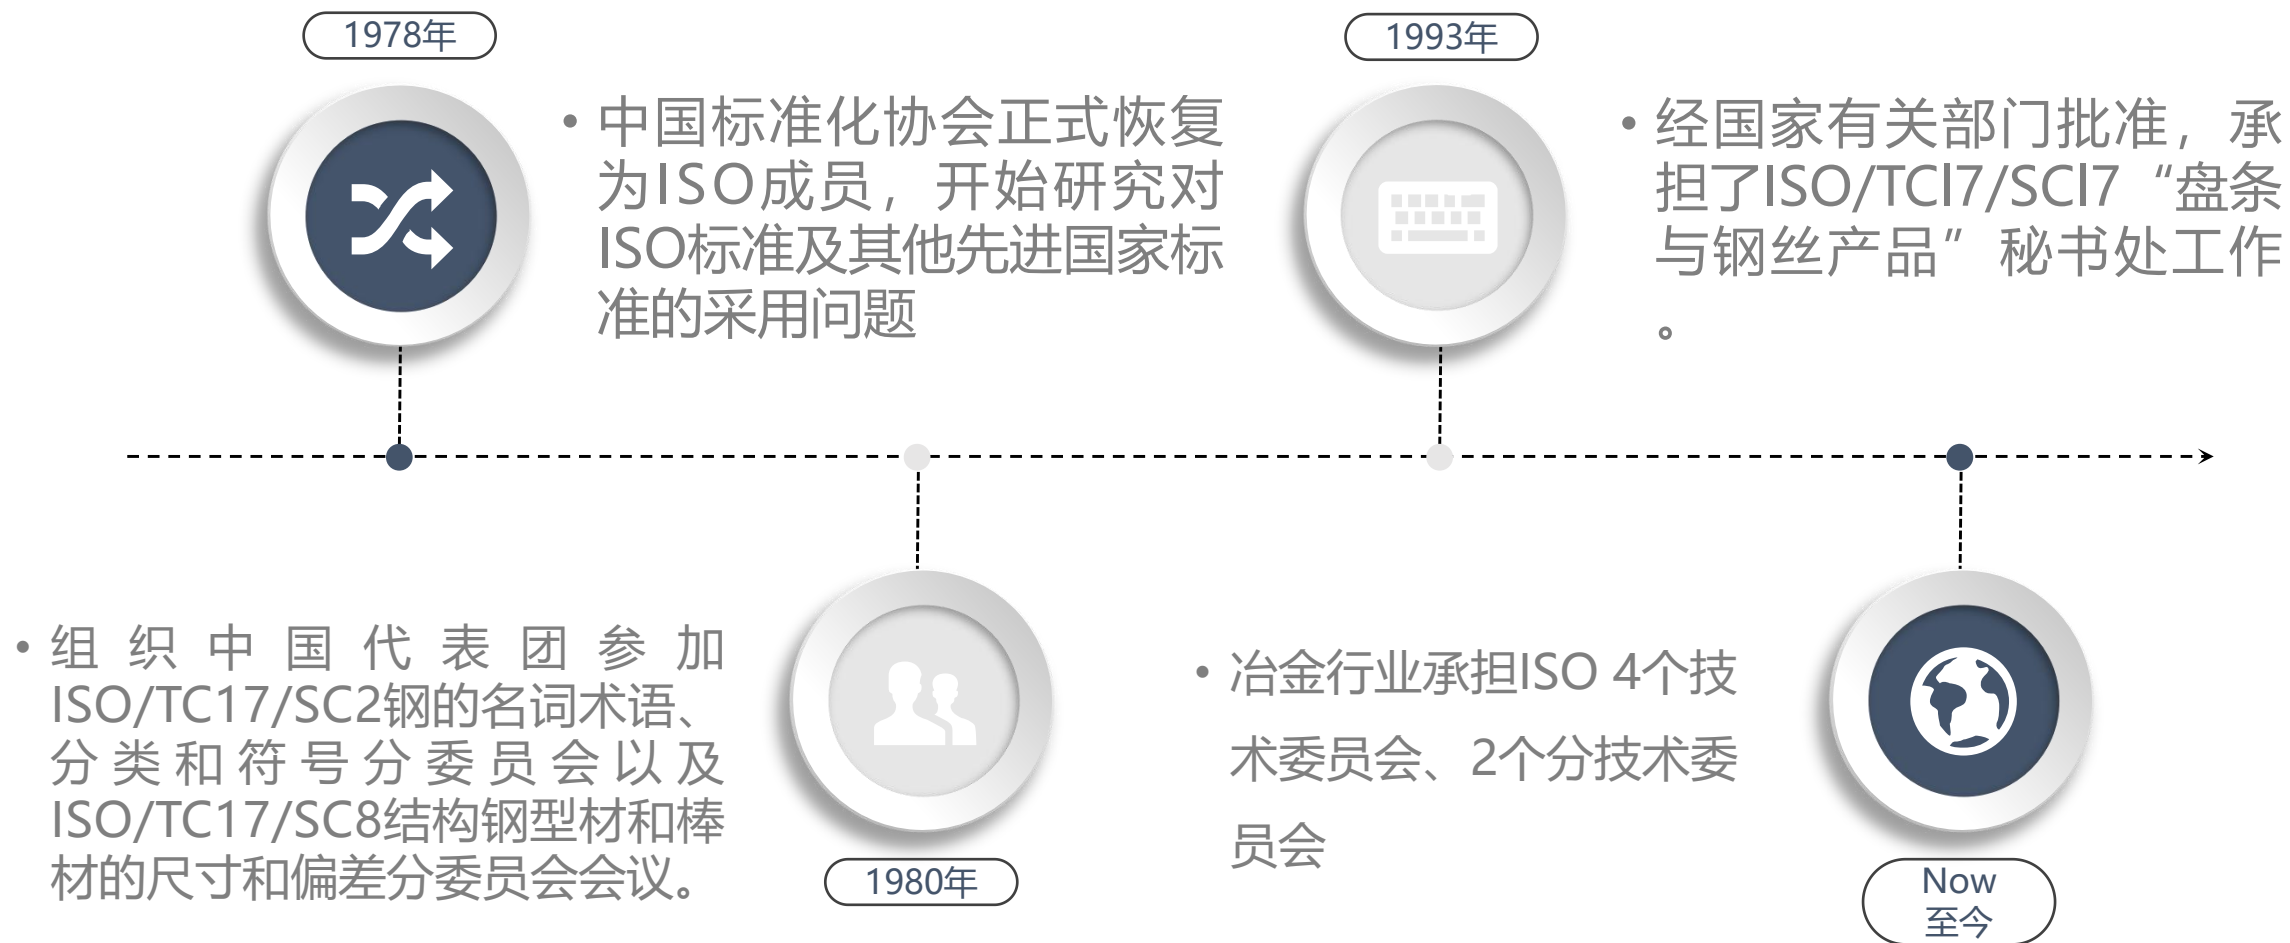 1978年
• 中国标准化协会正式恢复
为ISO成员，开始研究对
ISO标准及其他先进国家标
准的采用问题
1993年
• 经国家有关部门批准，承
担了ISO/TCl7/SCl7“盘条
与钢丝产品”秘书处工作
。
• 组织中国代表团参加
ISO/TC17/SC2钢的名词术语、
分类和符号分委员会以及
ISO/TC17/SC8结构钢型材和棒
材的尺寸和偏差分委员会会议。
1980年
• 冶金行业承担ISO 4个技
术委员会、2个分技术委
员会
Now
至今